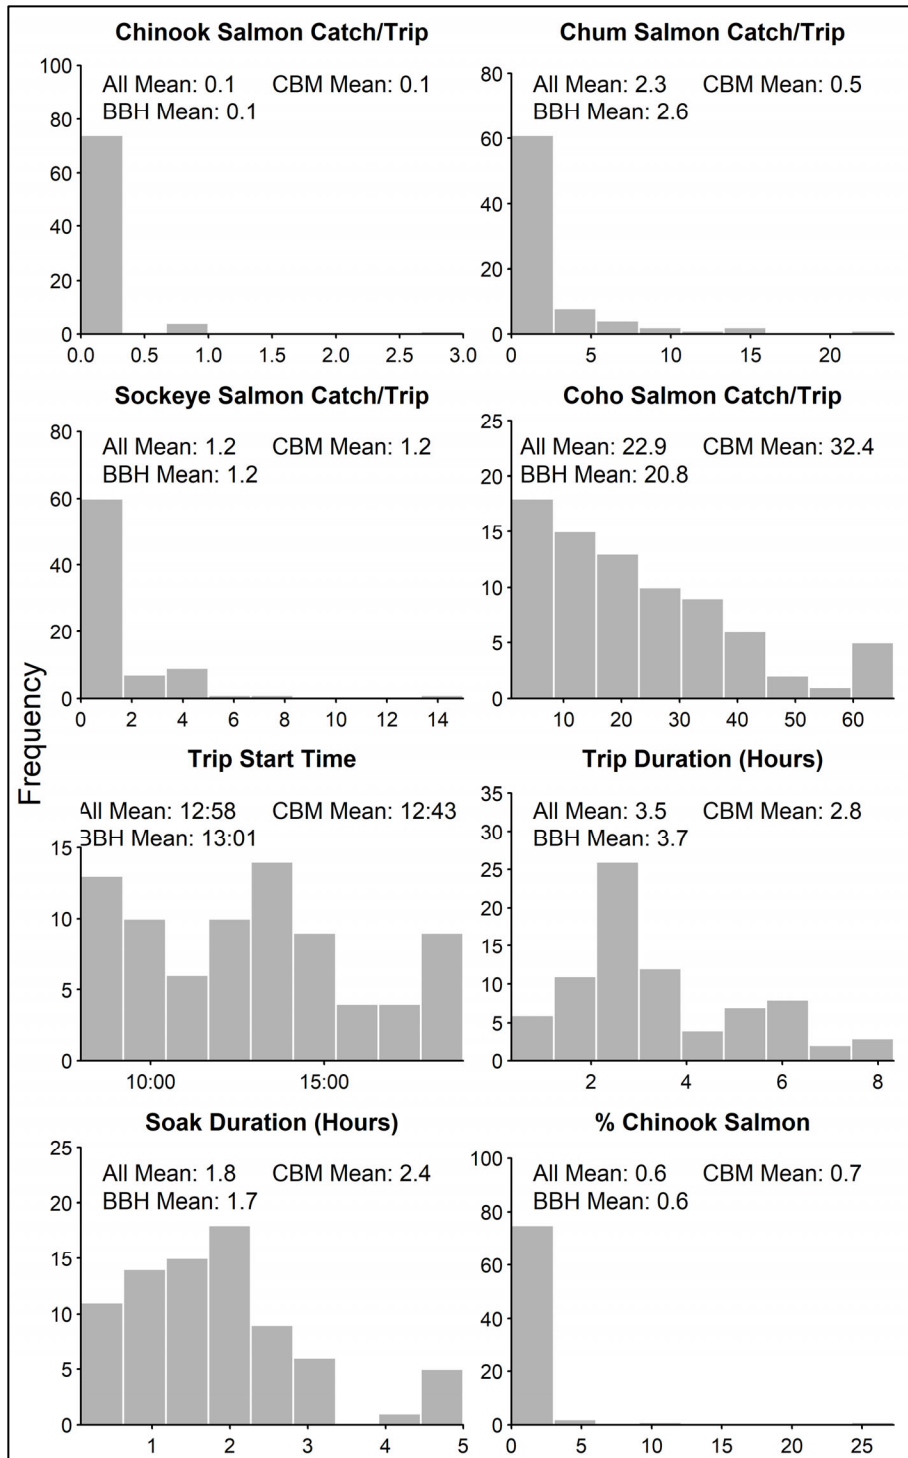 Frequency
Chinook Salmon Catch/Trip
All Mean: 0.1 CBM Mean: 0.1
BBH Mean: 0.1
100
80
60
40
20
0
0.0 0.5 1.0 1.5 2.0 2.5 3.0
Chum Salmon Catch/Trip
All Mean: 2.3 CBM Mean: 0.5
BBH Mean: 2.6
80
60
40
20
0
0 5 10 15 20
Sockeye Salmon Catch/Trip
All Mean: 1.2 CBM Mean: 1.2
BBH Mean: 1.2
80
60
40
20
0
0 2 4 6 8 10 12 14
Coho Salmon Catch/Trip
All Mean: 22.9 CBM Mean: 32.4
BBH Mean: 20.8
25
20
15
10
5
0
10 20 30 40 50 60
Trip Start Time
All Mean: 12:58 CBM Mean: 12:43
BBH Mean: 13:01
15
10
5
0
10:00 15:00
Trip Duration (Hours)
All Mean: 3.5 CBM Mean: 2.8
BBH Mean: 3.7
35
30
25
20
15
10
5
0
2 4 6 8
Soak Duration (Hours)
All Mean: 1.8 CBM Mean: 2.4
BBH Mean: 1.7
25
20
15
10
5
0
1 2 3 4 5
% Chinook Salmon
All Mean: 0.6 CBM Mean: 0.7
BBH Mean: 0.6
100
80
60
40
20
0
0 5 10 15 20 25